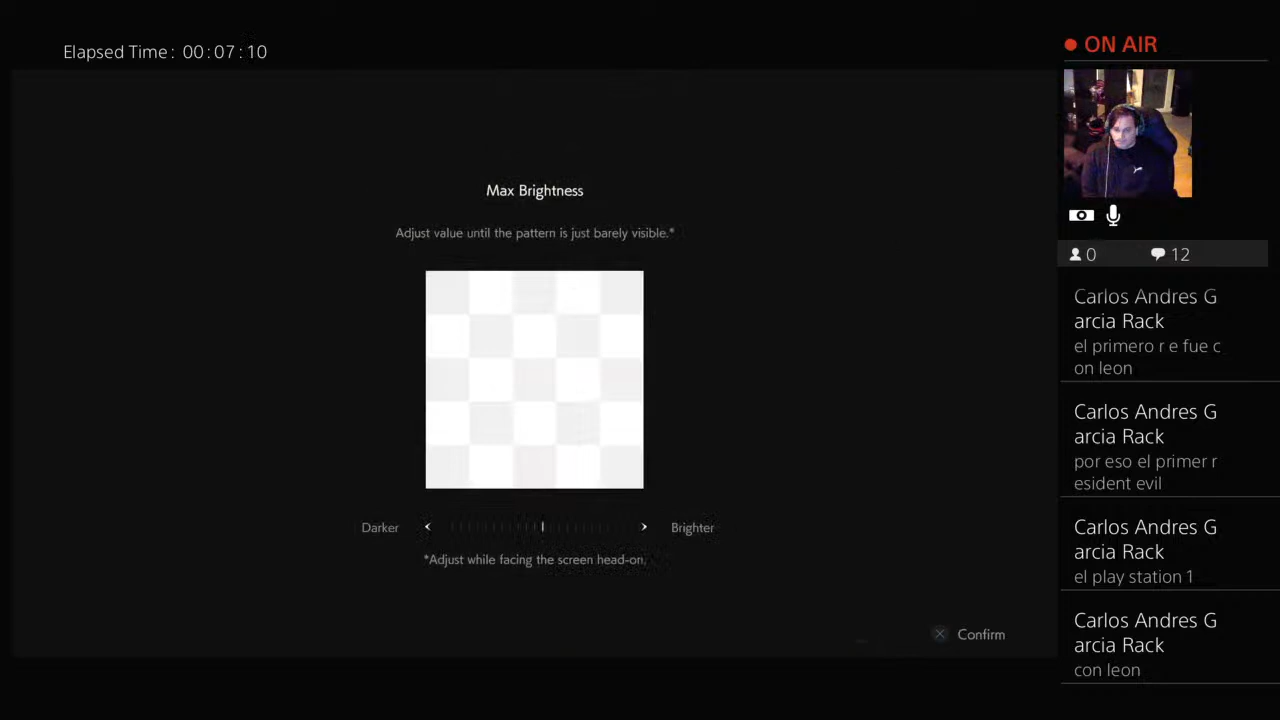 Elapsed Time: 00:07:10
ON AIR
Max Brightness
Adjust value until the pattern is just barely visible.*
Darker
Brighter
*Adjust while facing the screen head-on.
Confirm
0
12
Carlos Andres G
arcia Rack
el primero r e fue c
on leon
Carlos Andres G
arcia Rack
por eso el primer r
esident evil
Carlos Andres G
arcia Rack
el play station 1
Carlos Andres G
arcia Rack
con leon